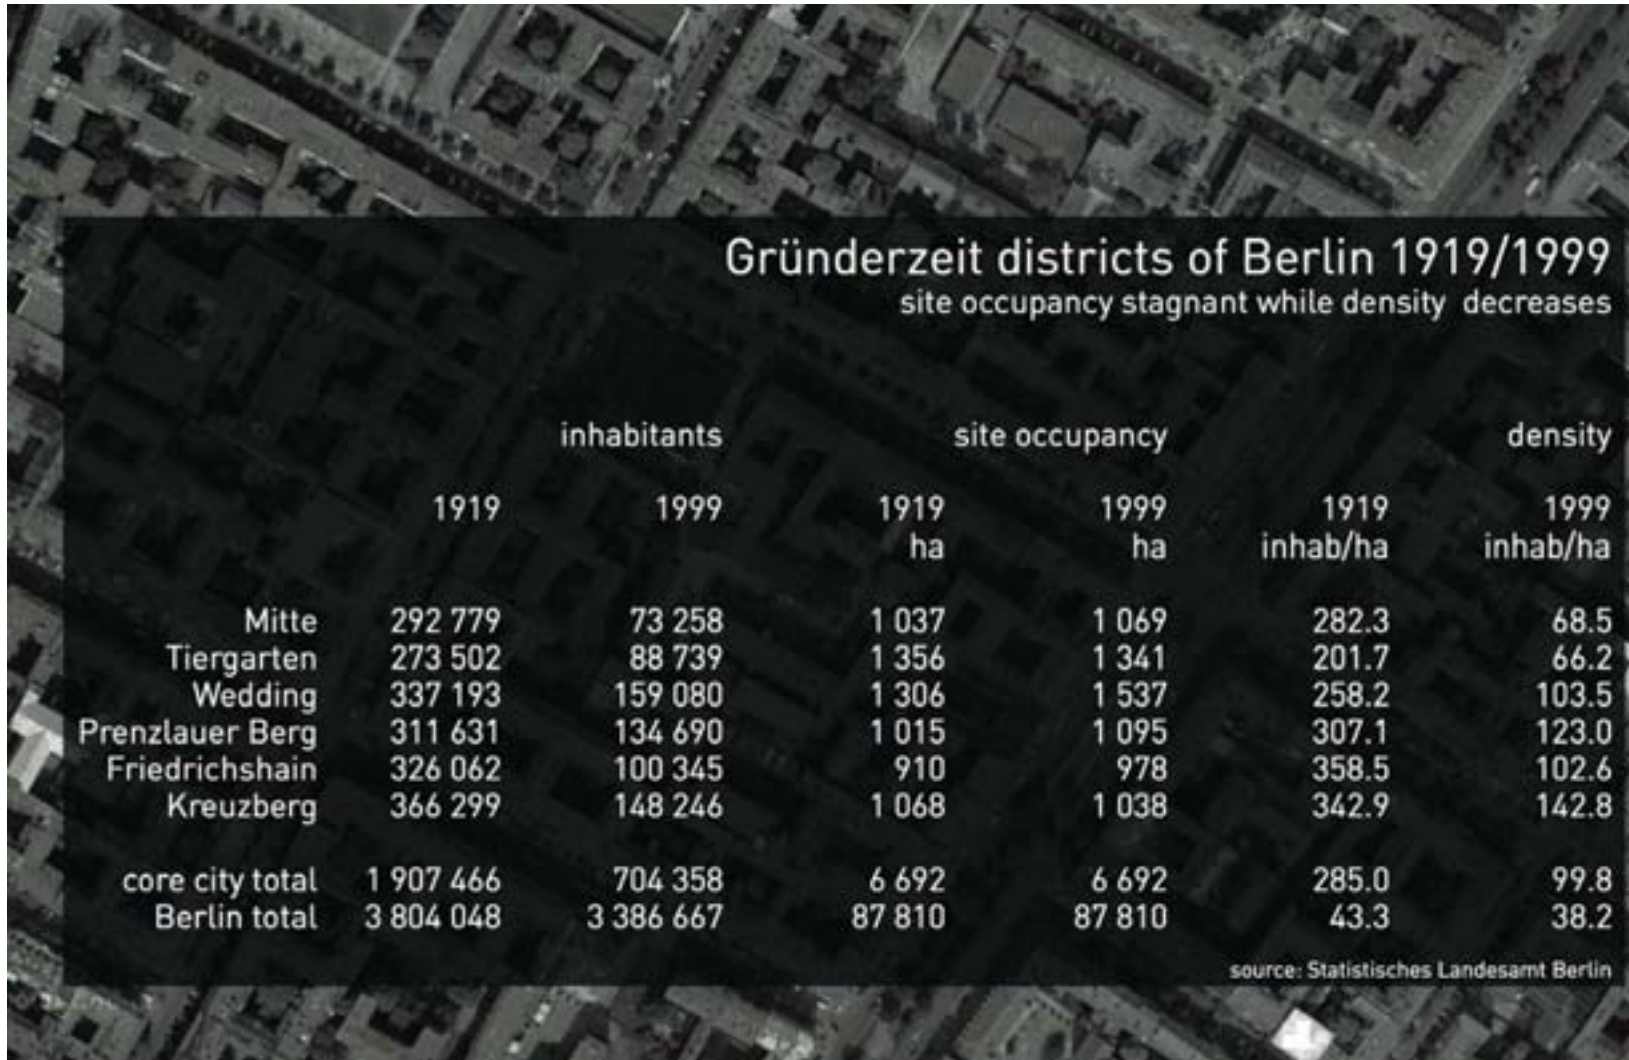 Gründerzeit districts of Berlin 1919/1999
site occupancy stagnant while density decreases
inhabitants site occupancy density
1919 1999 1919 1999 1919 1999
ha ha inhab/ha inhab/ha
Mitte 292 779 73 258 1 037 1 069 282.3 68.5
Tiergarten 273 502 88 739 1 356 1 341 201.7 66.2
Wedding 337 193 159 080 1 306 1 537 258.2 103.5
Prenzlauer Berg 311 631 134 690 1 015 1 095 307.1 123.0
Friedrichshain 326 062 100 345 910 978 358.5 102.6
Kreuzberg 366 299 148 246 1 068 1 038 342.9 142.8
core city total 1 907 466 704 358 6 692 6 692 285.0 99.8
Berlin total 3 804 048 3 386 667 87 810 87 810 43.3 38.2
source: Statistisches Landesamt Berlin